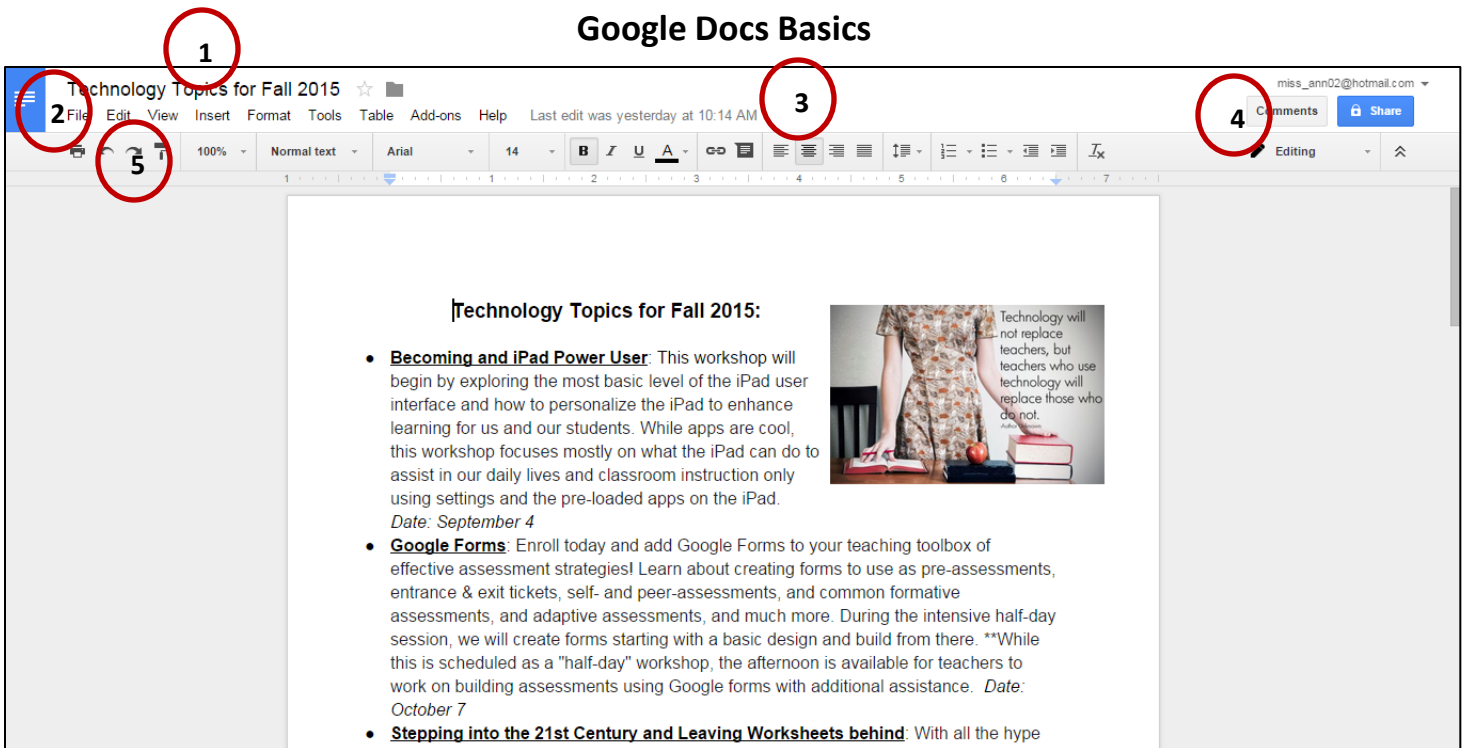 Google Docs Basics
1
Technology Topics for Fall 2015
miss_ann02@hotmail.com
2
File Edit View Insert Format Tools Table Add-ons Help Last edit was yesterday at 10:14 AM
3
4
Comments
Share
5
100% Normal text Arial 14 B I U A Editing
1 1 2 3 4 5 6 7
Technology Topics for Fall 2015:
Technology will
not replace
teachers, but
teachers who use
technology will
replace those who
do not.
Author Unknown
● Becoming and iPad Power User: This workshop will
begin by exploring the most basic level of the iPad user
interface and how to personalize the iPad to enhance
learning for us and our students. While apps are cool,
this workshop focuses mostly on what the iPad can do to
assist in our daily lives and classroom instruction only
using settings and the pre-loaded apps on the iPad.
Date: September 4
● Google Forms: Enroll today and add Google Forms to your teaching toolbox of
effective assessment strategies! Learn about creating forms to use as pre-assessments,
entrance & exit tickets, self- and peer-assessments, and common formative
assessments, and adaptive assessments, and much more. During the intensive half-day
session, we will create forms starting with a basic design and build from there. **While
this is scheduled as a "half-day" workshop, the afternoon is available for teachers to
work on building assessments using Google forms with additional assistance. Date:
October 7
● Stepping into the 21st Century and Leaving Worksheets behind: With all the hype